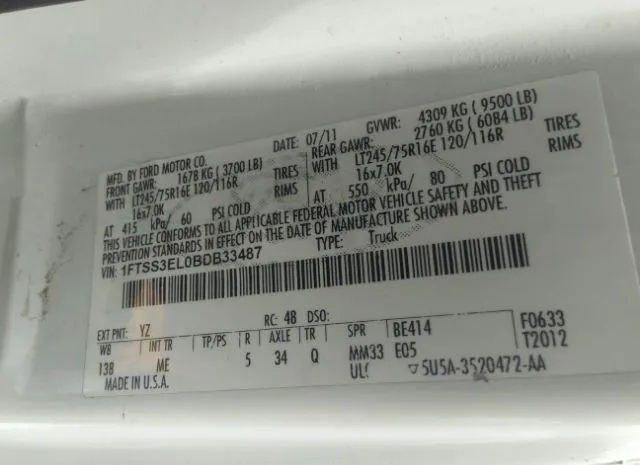 MFD. BY FORD MOTOR CO. DATE: 07/11 GVWR: 4309 KG ( 9500 LB)
FRONT GAWR: 1678 KG ( 3700 LB) REAR GAWR: 2760 KG ( 6084 LB)
WITH LT245/75R16E 120/116R TIRES WITH LT245/75R16E 120/116R TIRES
16x7.0K RIMS 16x7.0K RIMS
AT 415 kPa/ 60 PSI COLD AT 550 kPa/ 80 PSI COLD
THIS VEHICLE CONFORMS TO ALL APPLICABLE FEDERAL MOTOR VEHICLE SAFETY AND THEFT
PREVENTION STANDARDS IN EFFECT ON THE DATE OF MANUFACTURE SHOWN ABOVE.
VIN: 1FTSS3EL0BDB33487 TYPE: Truck
EXT PNT: YZ RC: 48 DSO:
WB INT TR TP/PS R AXLE TR SPR BE414 F0633
138 ME 5 34 Q MM33 E05 T2012
MADE IN U.S.A. 5U5A-3520472-AA